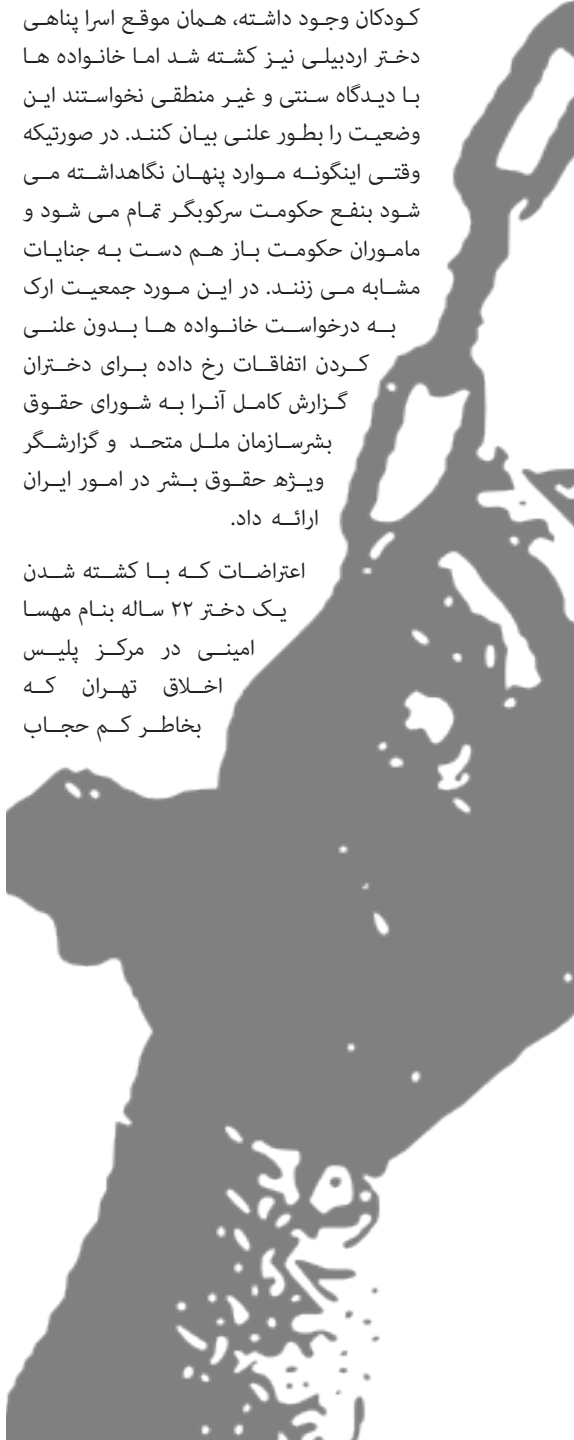 کودکان وجود داشته، همان موقع اسرا پناهی
دختر اردبیلی نیز کشته شد اما خانواده ها
با دیدگاه سنتی و غیر منطقی نخواستند این
وضعیت را بطور علنی بیان کنند. در صورتیکه
وقتی اینگونه موارد پنهان نگاهداشته می
شود بنفع حکومت سرکوبگر تمام می شود و
ماموران حکومت باز هم دست به جنایات
مشابه می زنند. در این مورد جمعیت ارک
به درخواست خانواده ها بدون علنی
کردن اتفاقات رخ داده برای دختران
گزارش کامل آنرا به شورای حقوق
بشرسازمان ملل متحد و گزارشگر
ویژه حقوق بشر در امور ایران
ارائه داد.
اعتراضات که با کشته شدن
یک دختر ۲۲ ساله بنام مهسا
امینی در مرکز پلیس
اخلاق تهران که
بخاطر کم حجاب